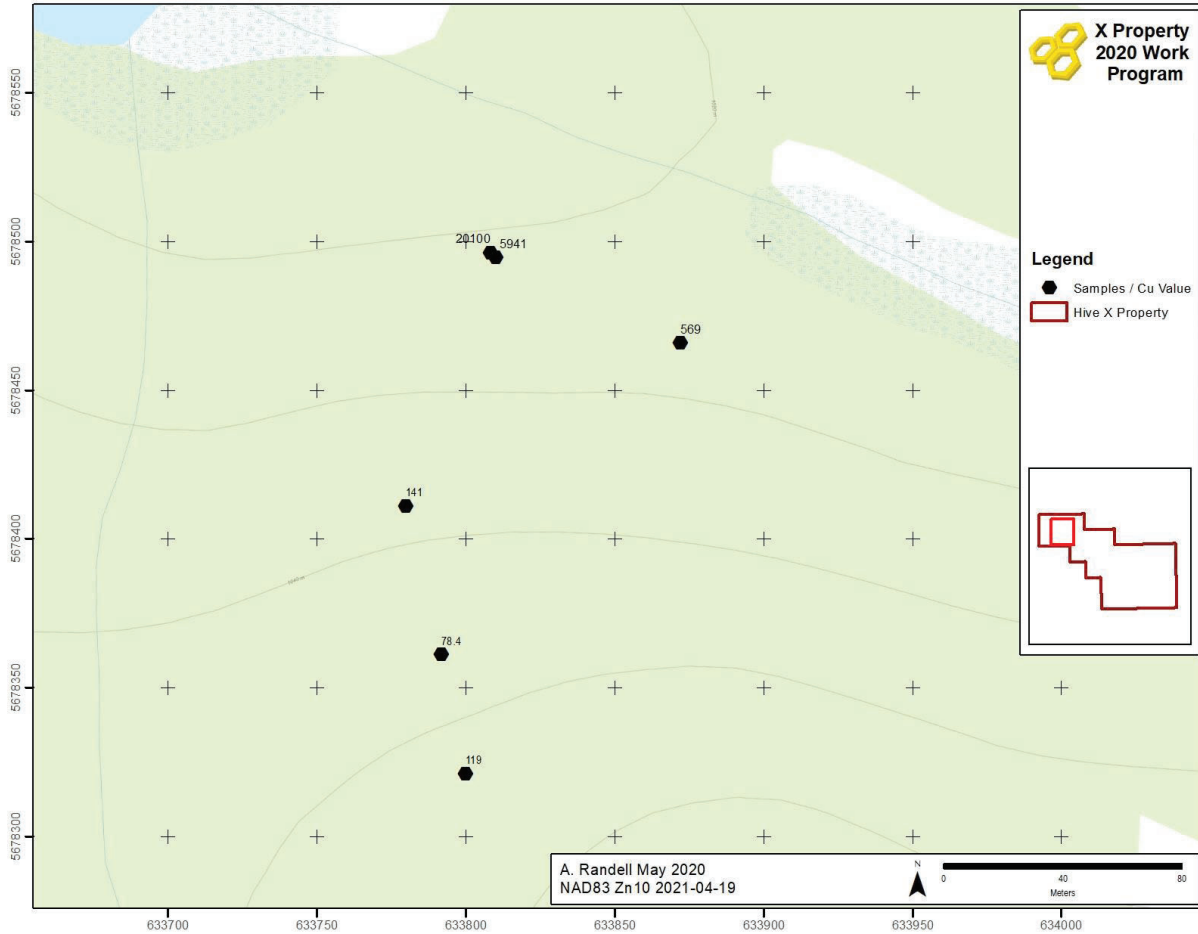 X Property
2020 Work
Program
5678550
5678500
5678450
5678400
5678350
5678300
20100
5941
569
141
78.4
119
Legend
Samples / Cu Value
Hive X Property
A. Randell May 2020
NAD83 Zn10 2021-04-19
N
0 40 80
Meters
633700 633750 633800 633850 633900 633950 634000